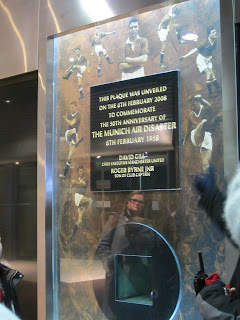 THIS PLAQUE WAS UNVEILED
ON THE 6TH FEBRUARY 2008
TO COMMEMORATE
THE 50TH ANNIVERSARY OF
THE MUNICH AIR DISASTER
6TH FEBRUARY 1958
DAVID GILL
CHIEF EXECUTIVE MANCHESTER UNITED
ROGER BYRNE JNR
SON OF CLUB CAPTAIN